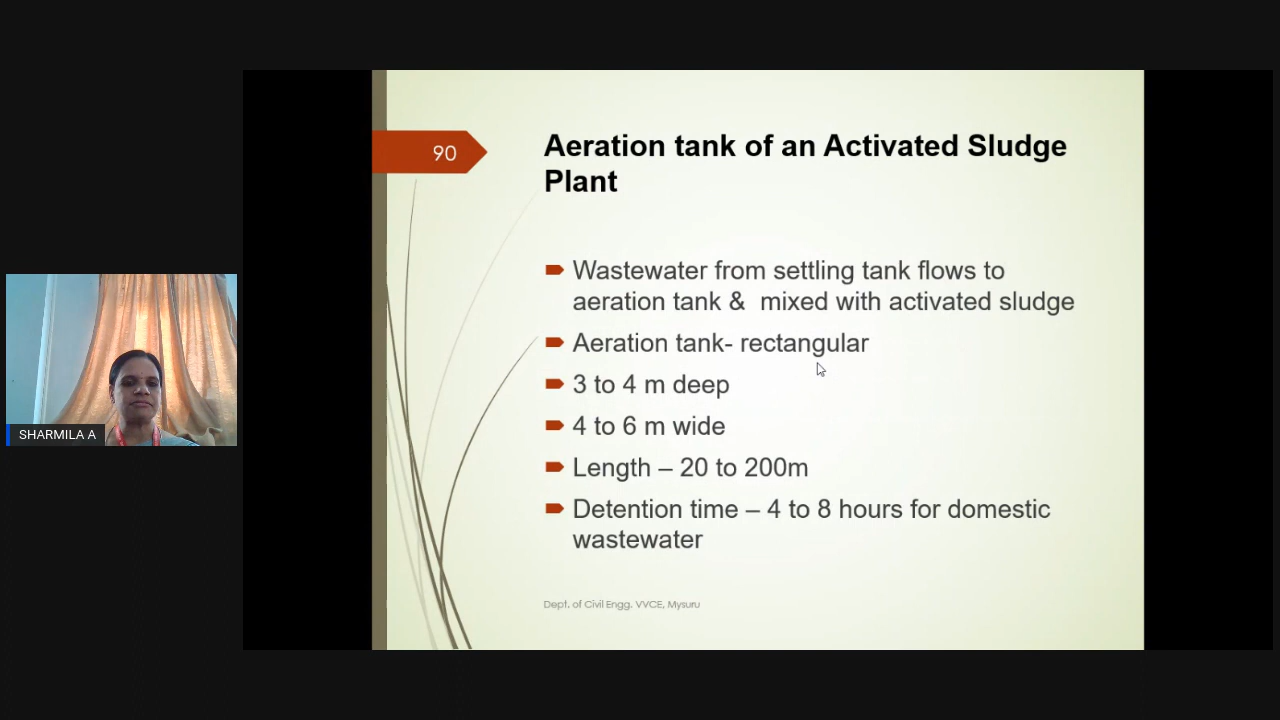 90
Aeration tank of an Activated Sludge
Plant
Wastewater from settling tank flows to
aeration tank & mixed with activated sludge
Aeration tank- rectangular
3 to 4 m deep
4 to 6 m wide
Length – 20 to 200m
Detention time – 4 to 8 hours for domestic
wastewater
Dept. of Civil Engg. VVCE, Mysuru
SHARMILA A